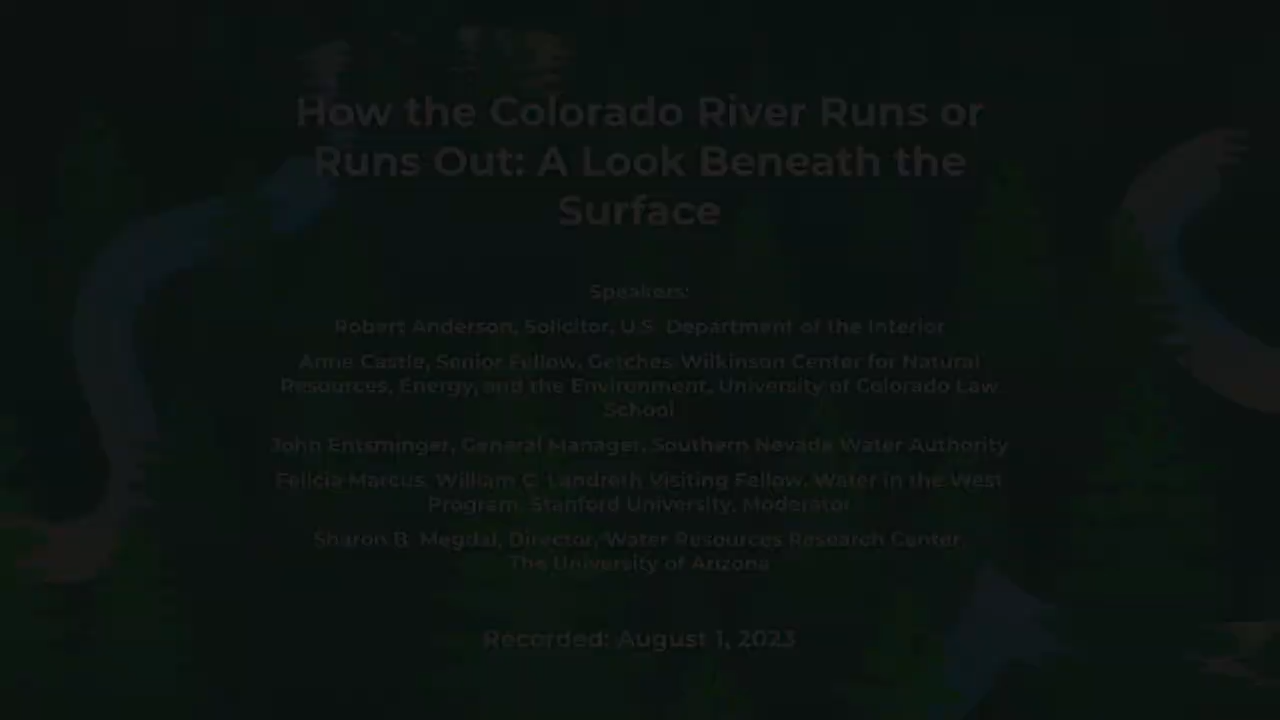 How the Colorado River Runs or
Runs Out: A Look Beneath the
Surface
Speakers:
Robert Anderson, Solicitor, U.S. Department of the Interior
Anne Castle, Senior Fellow, Getches-Wilkinson Center for Natural
Resources, Energy, and the Environment, University of Colorado Law
School
John Entsminger, General Manager, Southern Nevada Water Authority
Felicia Marcus, William C. Landreth Visiting Fellow, Water in the West
Program, Stanford University, Moderator
Sharon B. Megdal, Director, Water Resources Research Center,
The University of Arizona
Recorded: August 1, 2023